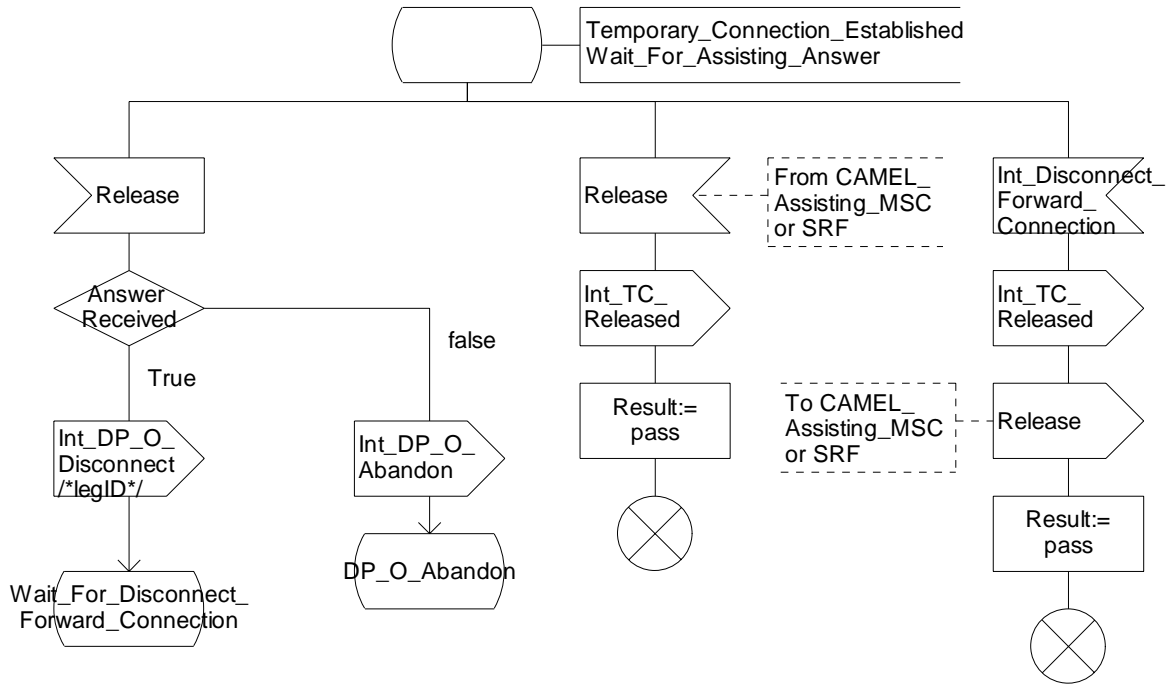 Temporary_Connection_Established
Wait_For_Assisting_Answer
Release
Answer
Received
True
false
Int_DP_O_
Disconnect
/*legID*/
Int_DP_O_
Abandon
Wait_For_Disconnect_
Forward_Connection
DP_O_Abandon
Release
From CAMEL_
Assisting_MSC
or SRF
Int_TC_
Released
Result:=
pass
Int_Disconnect_
Forward_
Connection
Int_TC_
Released
To CAMEL_
Assisting_MSC
or SRF
Release
Result:=
pass